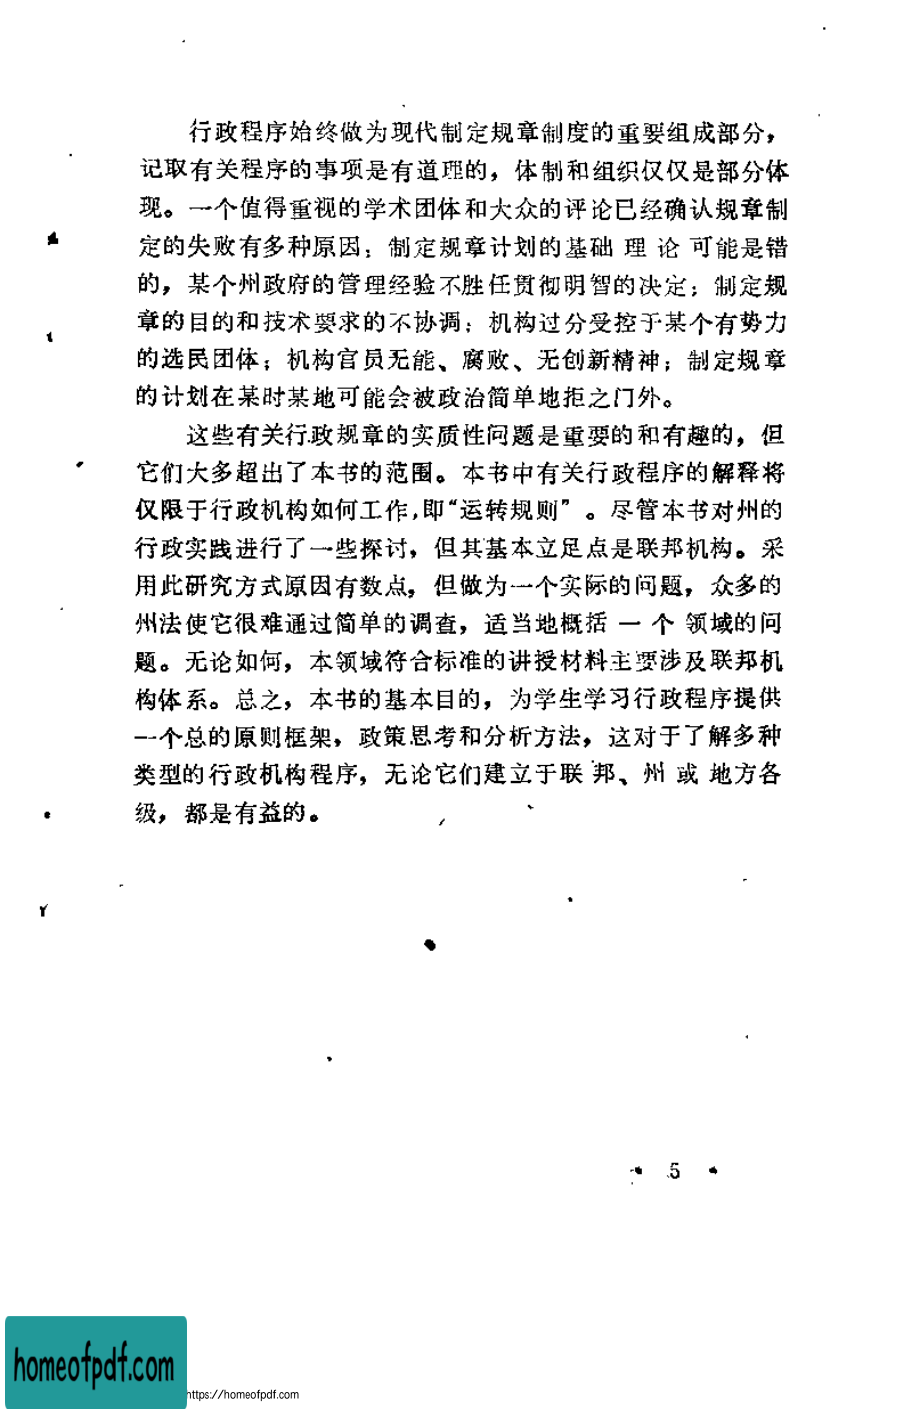 行政程序始终做为现代制定规章制度的重要组成部分，
记取有关程序的事项是有道理的，体制和组织仅仅是部分体
现。一个值得重视的学术团体和大众的评论已经确认规章制
定的失败有多种原因：制定规章计划的基础 理 论 可能是错
的，某个州政府的管理经验不胜任贯彻明智的决定；制定规
章的目的和技术要求的不协调；机构过分受控于某个有势力
的选民团体；机构官员无能、腐败、无创新精神；制定规章
的计划在某时某地可能会被政治简单地拒之门外。
这些有关行政规章的实质性问题是重要的和有趣的，但
它们大多超出了本书的范围。本书中有关行政程序的解释将
仅限于行政机构如何工作，即“运转规则”。尽管本书对州的
行政实践进行了一些探讨，但其基本立足点是联邦机构。采
用此研究方式原因有数点，但做为一个实际的问题，众多的
州法使它很难通过简单的调查，适当地概括 一 个 领域的问
题。无论如何，本领域符合标准的讲授材料主要涉及联邦机
构体系。总之，本书的基本目的，为学生学习行政程序提供
一个总的原则框架，政策思考和分析方法，这对于了解多种
类型的行政机构程序，无论它们建立于联 邦、州 或 地方各
级，都是有益的。
• 5 •
homeofpdf.com
https://homeofpdf.com